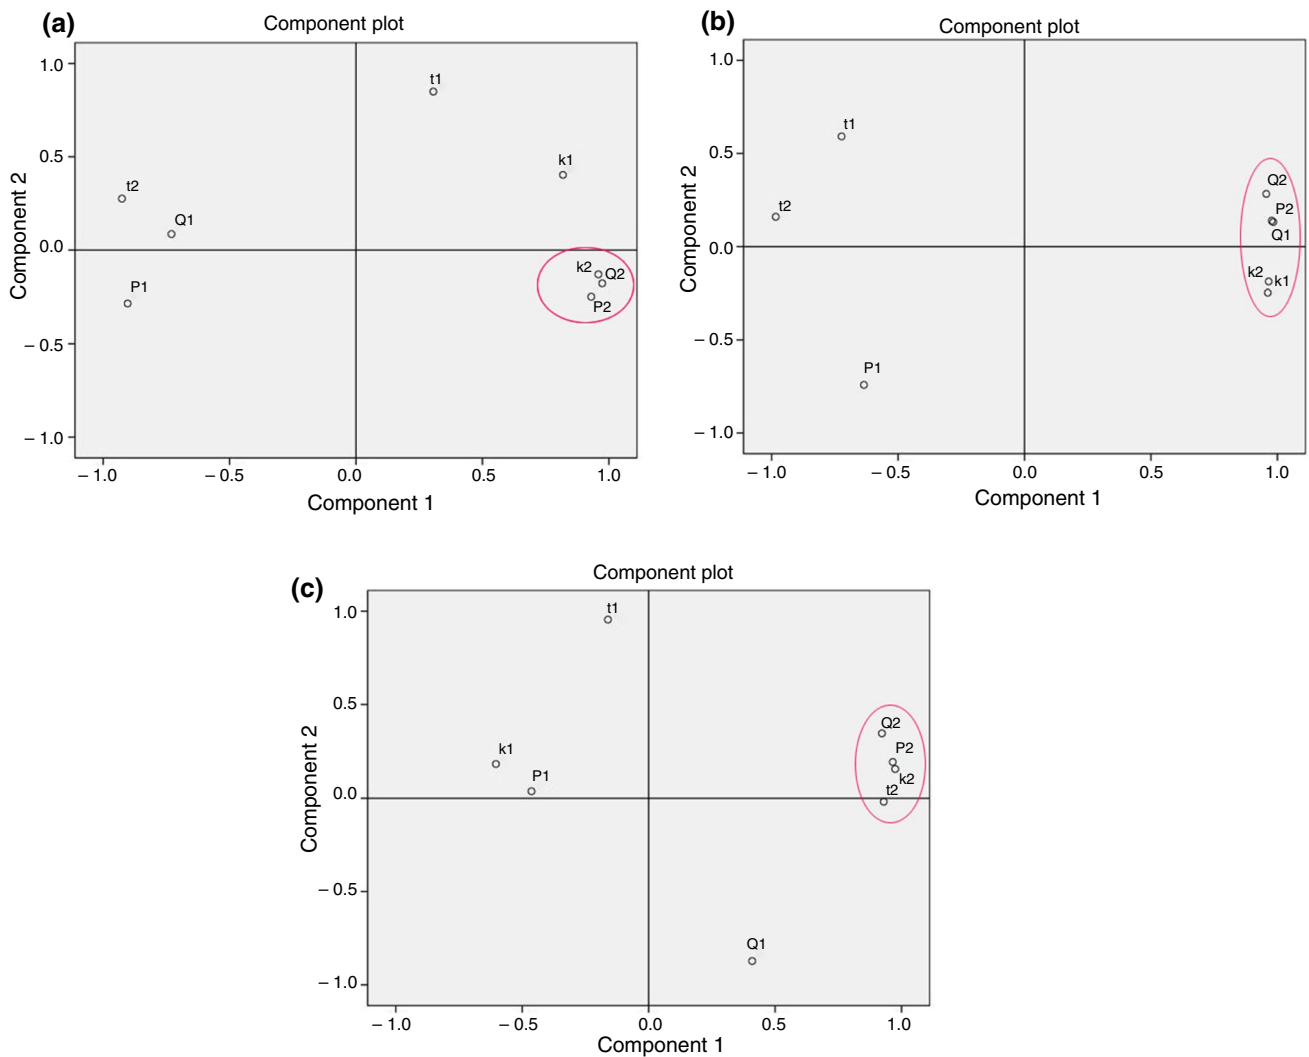 (a)
Component plot
1.0
0.5
0.0
– 0.5
– 1.0
t1
k1
t2
Q1
P1
k2
Q2
P2
– 1.0 – 0.5 0.0 0.5 1.0
Component 1
Component 2
(b)
Component plot
1.0
0.5
0.0
– 0.5
– 1.0
t1
t2
Q2
P2
Q1
k2
k1
P1
– 1.0 – 0.5 0.0 0.5 1.0
Component 1
Component 2
(c)
Component plot
1.0
0.5
0.0
– 0.5
– 1.0
t1
k1
P1
Q2
P2
k2
t2
Q1
– 1.0 – 0.5 0.0 0.5 1.0
Component 1
Component 2